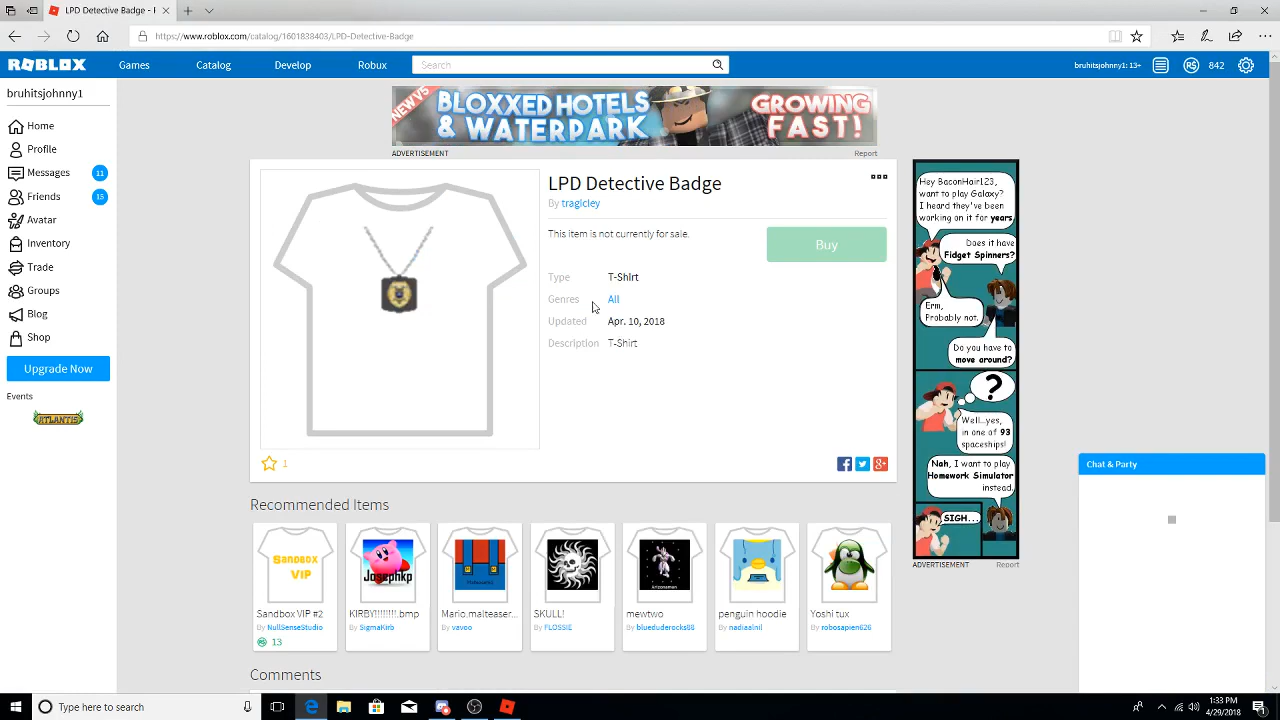 LPD Detective Badge - I
https://www.roblox.com/catalog/1601838403/LPD-Detective-Badge
ROBLOX
Games
Catalog
Develop
Robux
Search
bruhitsjohnny1: 13+
842
bruhitsjohnny1
Home
Profile
Messages
11
Friends
15
Avatar
Inventory
Trade
Groups
Blog
Shop
Upgrade Now
Events
ATLANTIS
NEW V5
BLOXXED HOTELS
& WATERPARK
GROWING
FAST!
ADVERTISEMENT
Report
LPD Detective Badge
By tragicley
This item is not currently for sale.
Buy
Type
T-Shirt
Genres
All
Updated
Apr. 10, 2018
Description
T-Shirt
1
Hey BaconHair123,
want to play Galaxy?
I heard they've been
working on it for years.
Does it have
Fidget Spinners?
Erm,
Probably not.
Do you have to
move around?
?
Well...yes,
in one of 93
spaceships!
Nah, I want to play
Homework Simulator
instead.
SIGH...
ADVERTISEMENT
Report
Chat & Party
Recommended Items
Sandbox
VIP
Josephkp
Sandbox VIP #2
By NullSenseStudio
13
KIRBY!!!!!!!.bmp
By SigmaKirb
Mario.malteaser...
By vavoo
SKULL!
By FLOSSIE
mewtwo
By blueduderocks88
penguin hoodie
By nadiaalnil
Yoshi tux
By robosapien626
Comments
Type here to search
1:33 PM
4/29/2018